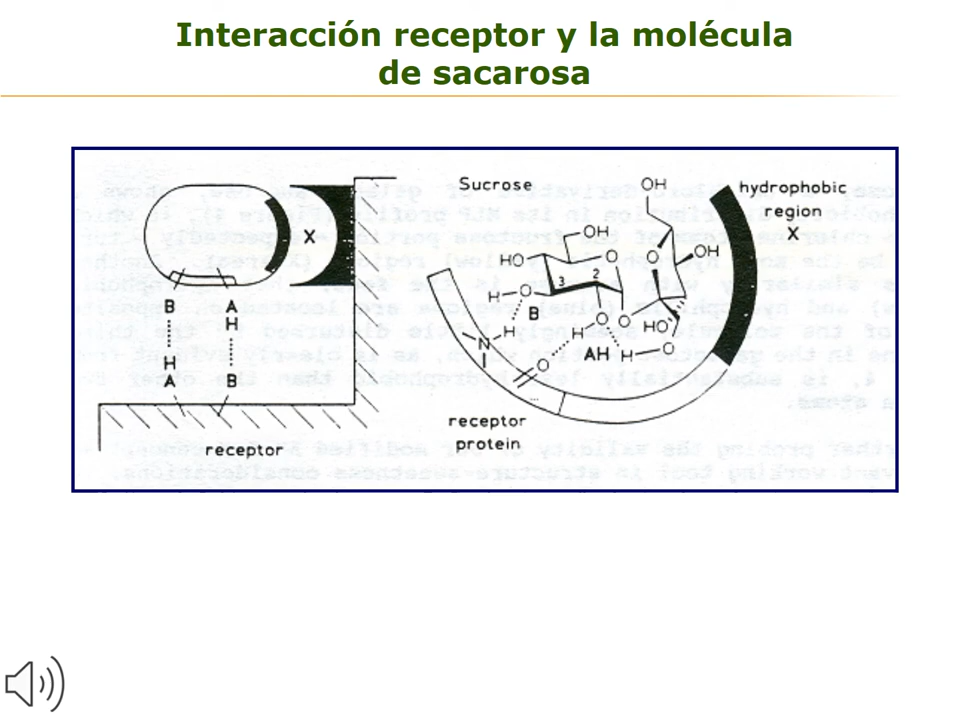 Interacción receptor y la molécula
de sacarosa
X
B
A
H
H
A
B
receptor
Sucrose
OH
hydrophobic
region
X
OH
HO
O
OH
O
3
2
H
O
B
H
N
O
H
O
O
HO
AH
H
O
O
receptor
protein